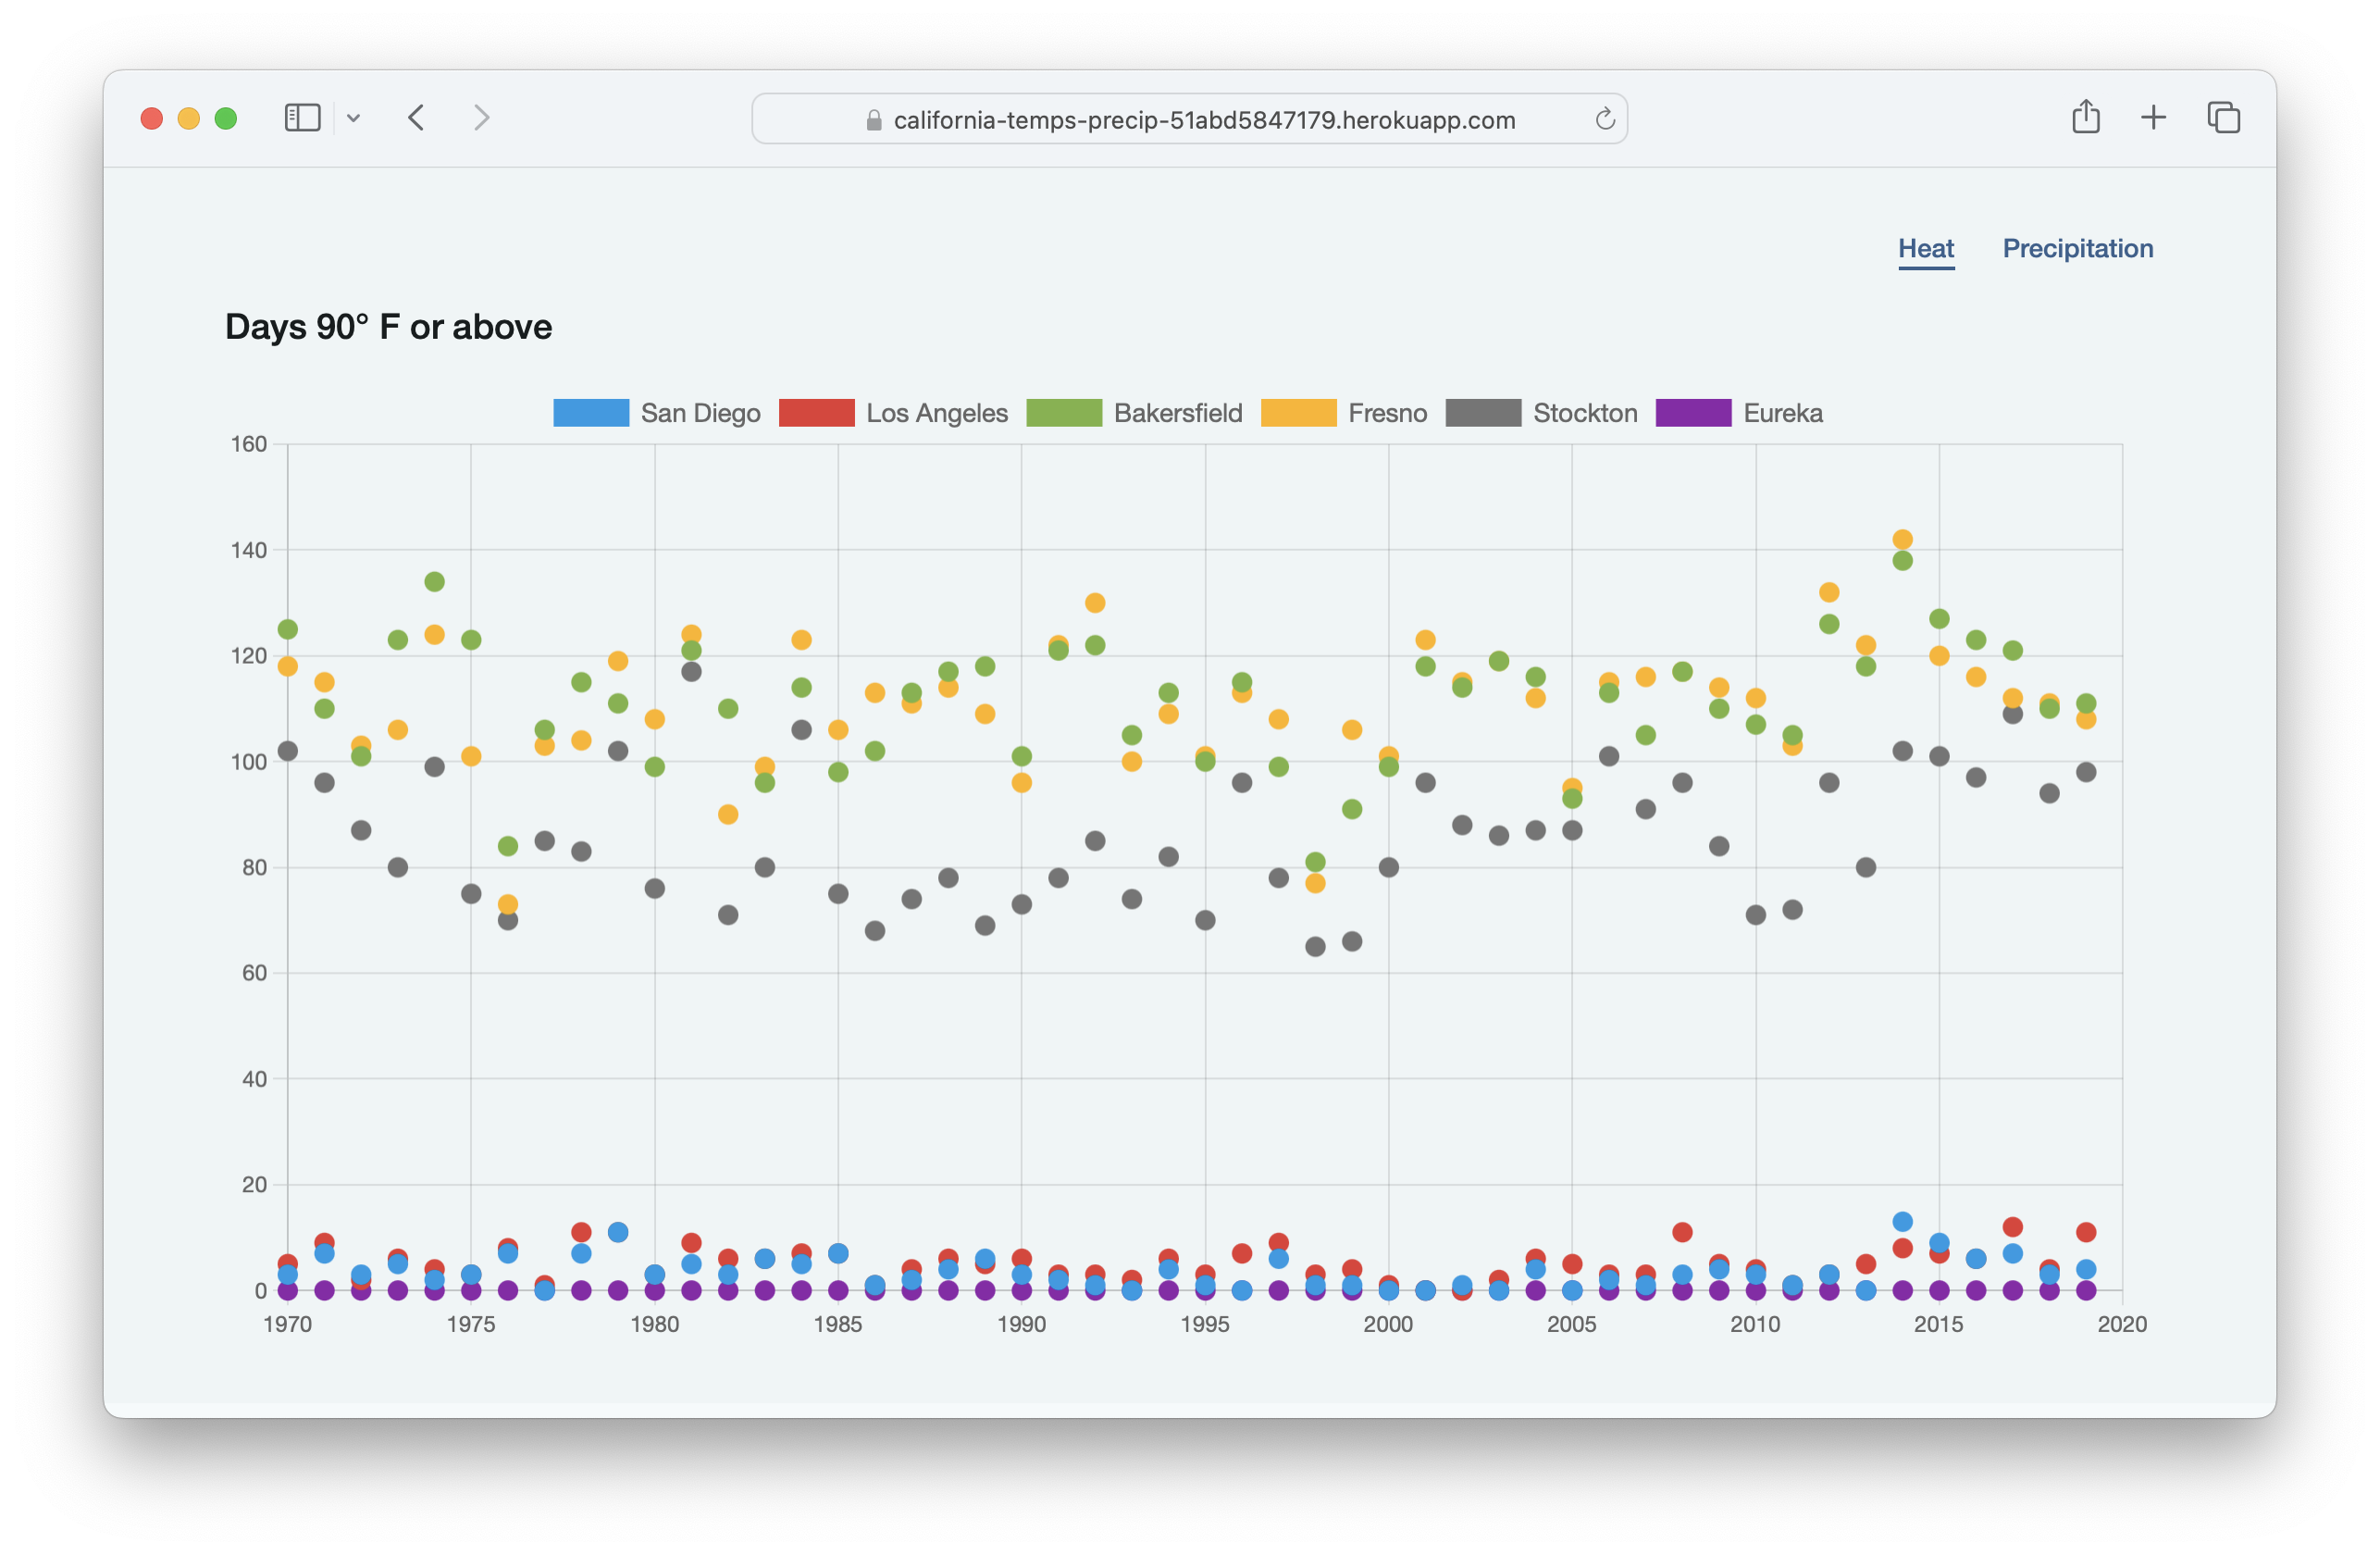 california-temps-precip-51abd5847179.herokuapp.com
Heat Precipitation
Days 90° F or above
San Diego Los Angeles Bakersfield Fresno Stockton Eureka
160
140
120
100
80
60
40
20
0
1970 1975 1980 1985 1990 1995 2000 2005 2010 2015 2020